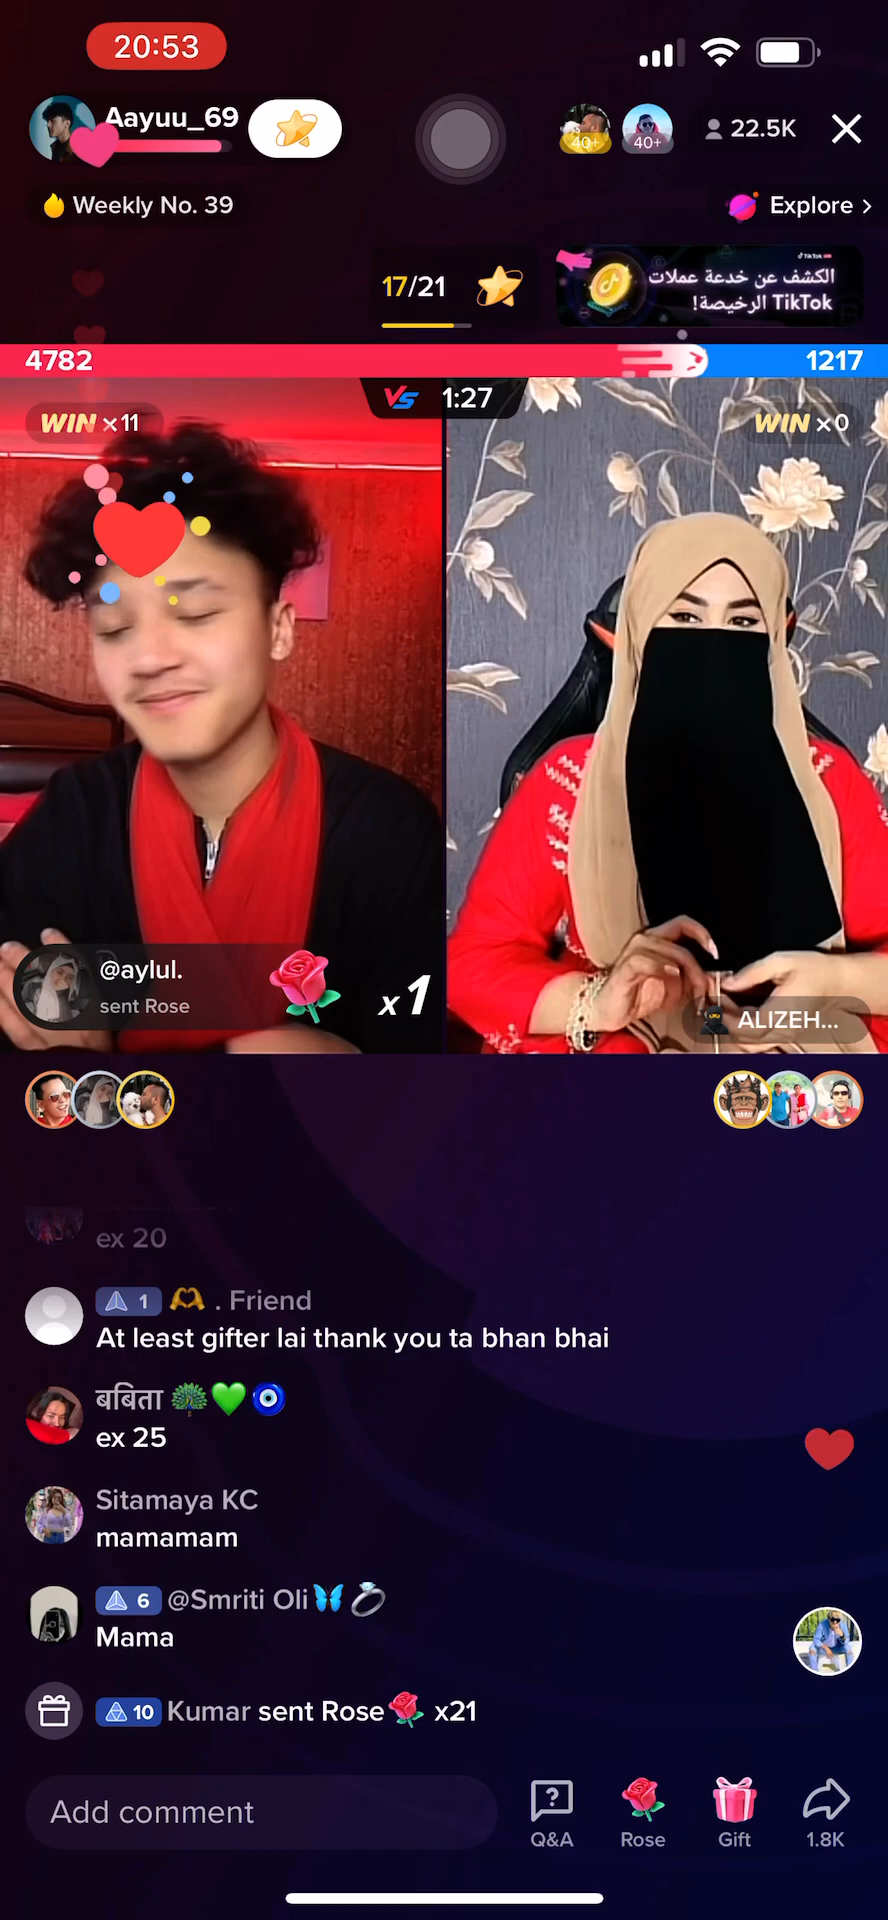 20:53
Aayuu_69
40+
40+
22.5K
Weekly No. 39
Explore
17/21
TikTok
الكشف عن خدعة عملات
TikTok الرخيصة!
4782
1217
VS 1:27
WIN x11
WIN x0
@aylul.
sent Rose
x1
ALIZEH...
ex 20
1 . Friend
At least gifter lai thank you ta bhan bhai
बबिता
ex 25
Sitamaya KC
mamamam
6 @Smriti Oli
Mama
10 Kumar sent Rose x21
Add comment
Q&A
Rose
Gift
1.8K